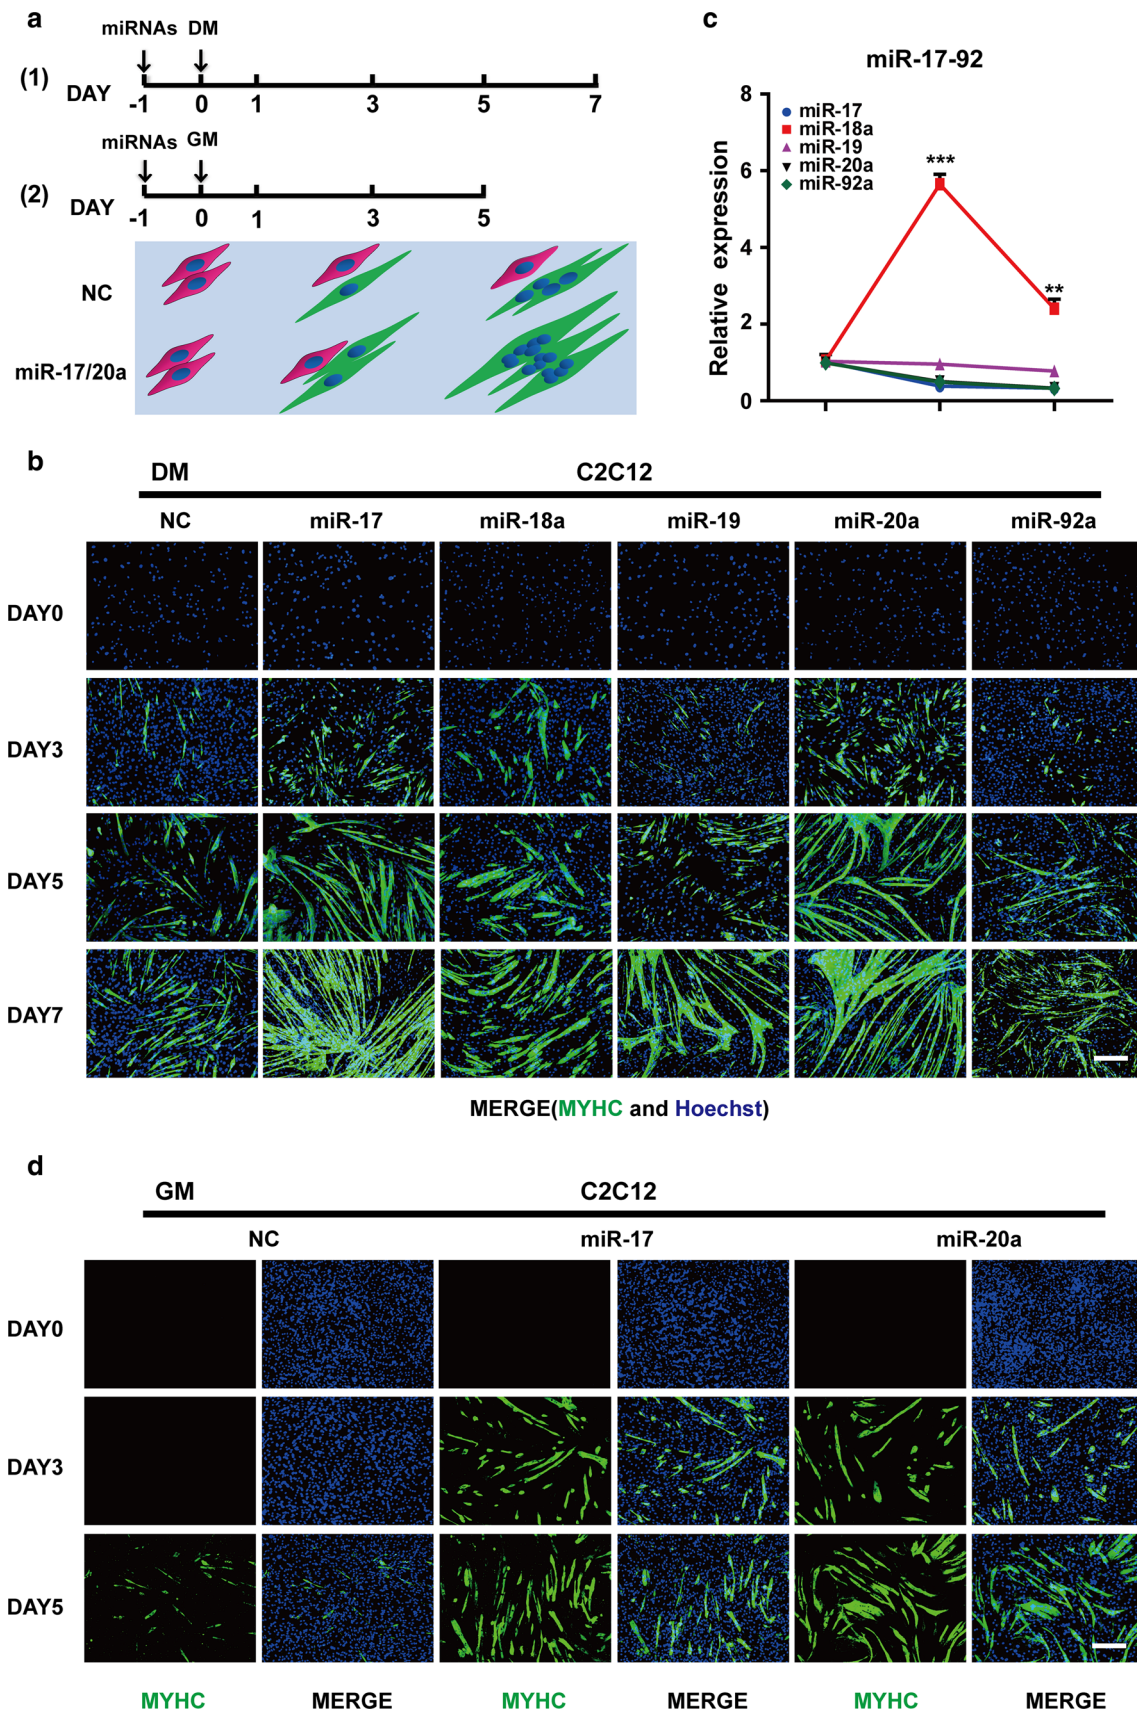 a
miRNAs DM
(1) DAY
-1 0 1 3 5 7
miRNAs GM
(2) DAY
-1 0 1 3 5
NC
miR-17/20a
c
miR-17-92
Relative expression
8
6
4
2
0
miR-17
miR-18a
miR-19
miR-20a
miR-92a
***
**
b
DM C2C12
NC miR-17 miR-18a miR-19 miR-20a miR-92a
DAY0
DAY3
DAY5
DAY7
MERGE(MYHC and Hoechst)
d
GM C2C12
NC miR-17 miR-20a
DAY0
DAY3
DAY5
MYHC MERGE MYHC MERGE MYHC MERGE